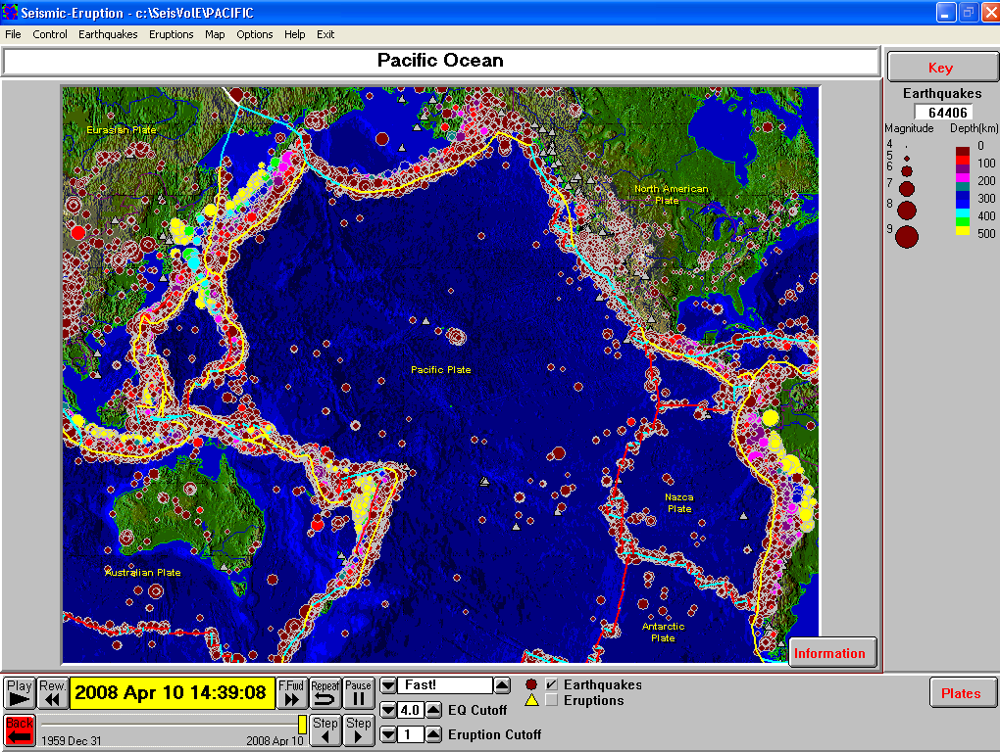 Seismic-Eruption - c:\SeisVolE\PACIFIC
File Control Earthquakes Eruptions Map Options Help Exit
Pacific Ocean
Key
Earthquakes
64406
Magnitude Depth[km]
4
5
6
7
8
9
0
100
200
300
400
500
Eurasian Plate
North American
Plate
Pacific Plate
Nazca
Plate
Australian Plate
Antarctic
Plate
Information
Play
Rew.
2008 Apr 10 14:39:08
F.Fwd
Repeat
Pause
Fast!
Earthquakes
Eruptions
Plates
4.0 EQ Cutoff
Back
1959 Dec 31
2008 Apr 10
Step
Step
1 Eruption Cutoff